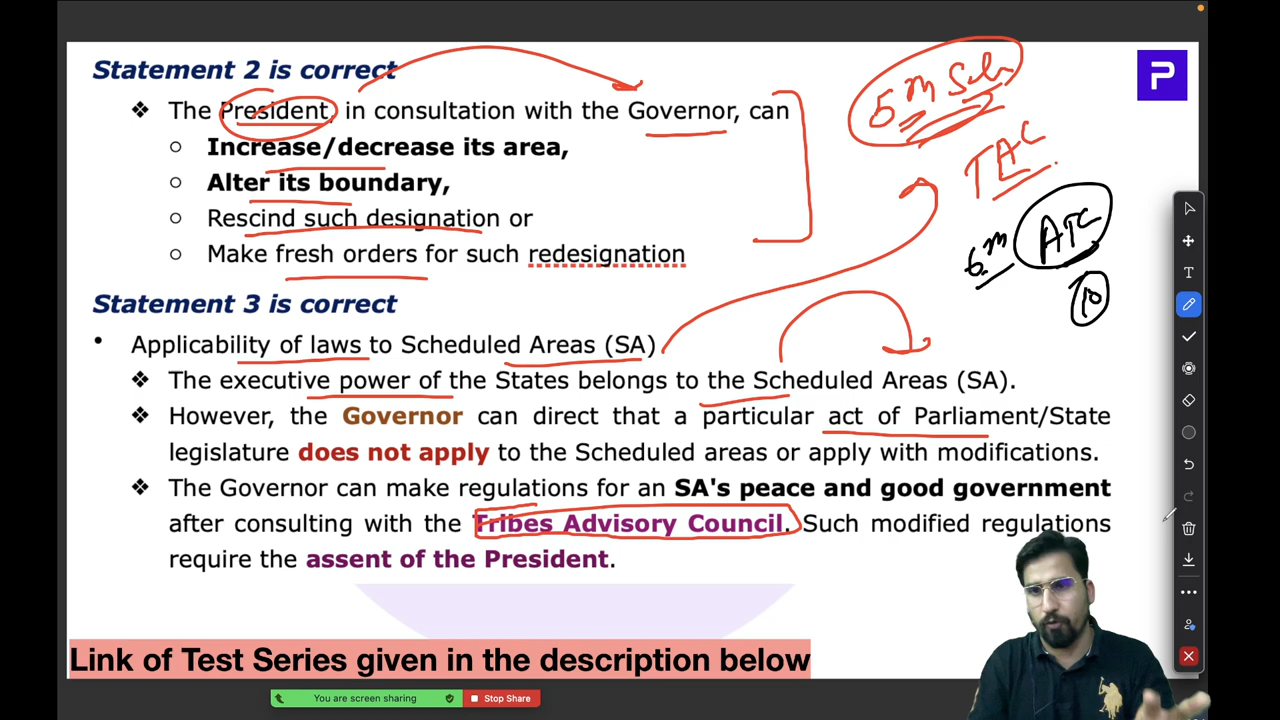 Statement 2 is correct
❖ The President, in consultation with the Governor, can
○ Increase/decrease its area,
○ Alter its boundary,
○ Rescind such designation or
○ Make fresh orders for such redesignation
Statement 3 is correct
• Applicability of laws to Scheduled Areas (SA)
❖ The executive power of the States belongs to the Scheduled Areas (SA).
❖ However, the Governor can direct that a particular act of Parliament/State
legislature does not apply to the Scheduled areas or apply with modifications.
❖ The Governor can make regulations for an SA's peace and good government
after consulting with the Tribes Advisory Council. Such modified regulations
require the assent of the President.
5th Sch
TAC
6th ATC
10
P
T
Link of Test Series given in the description below
You are screen sharing
Stop Share